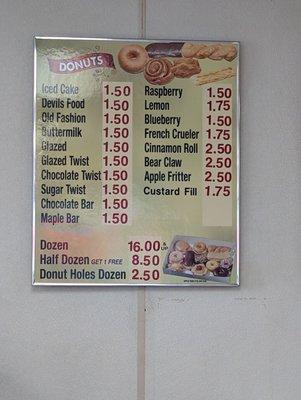 DONUTS
Iced Cake 1.50
Devils Food 1.50
Old Fashion 1.50
Buttermilk 1.50
Glazed 1.50
Glazed Twist 1.50
Chocolate Twist 1.50
Sugar Twist 1.50
Chocolate Bar 1.50
Maple Bar 1.50
Raspberry 1.50
Lemon 1.75
Blueberry 1.50
French Crueler 1.75
Cinnamon Roll 2.50
Bear Claw 2.50
Apple Fritter 2.50
Custard Fill 1.75
Dozen 16.00 & UP
Half Dozen GET 1 FREE 8.50
Donut Holes Dozen 2.50